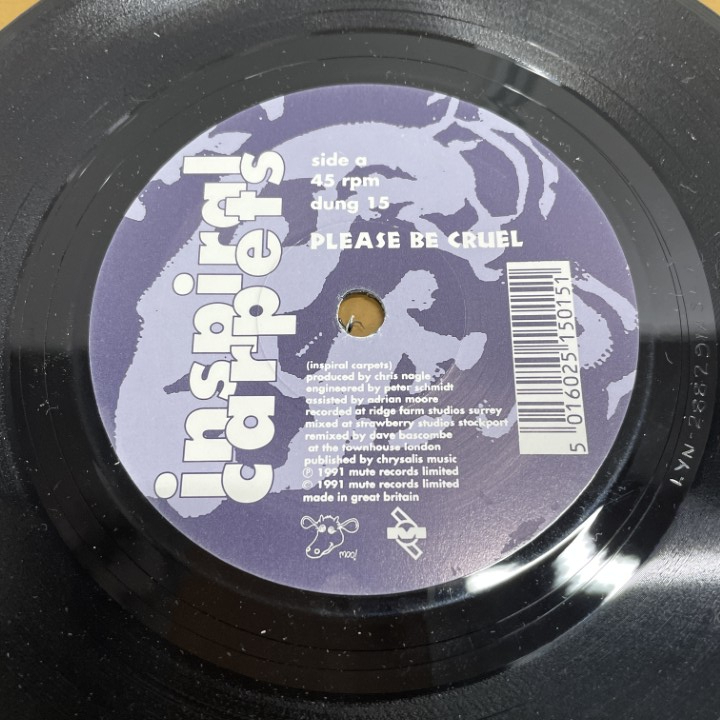 inspiral
carpets
side a
45 rpm
dung 15
PLEASE BE CRUEL
(inspiral carpets)
produced by chris nagle
engineered by peter schmidt
assisted by adrian moore
recorded at ridge farm studios surrey
mixed at strawberry studios stockport
remixed by dave bascombe
at the townhouse london
published by chrysalis music
℗ 1991 mute records limited
© 1991 mute records limited
made in great britain
moo!
5 016025 150151